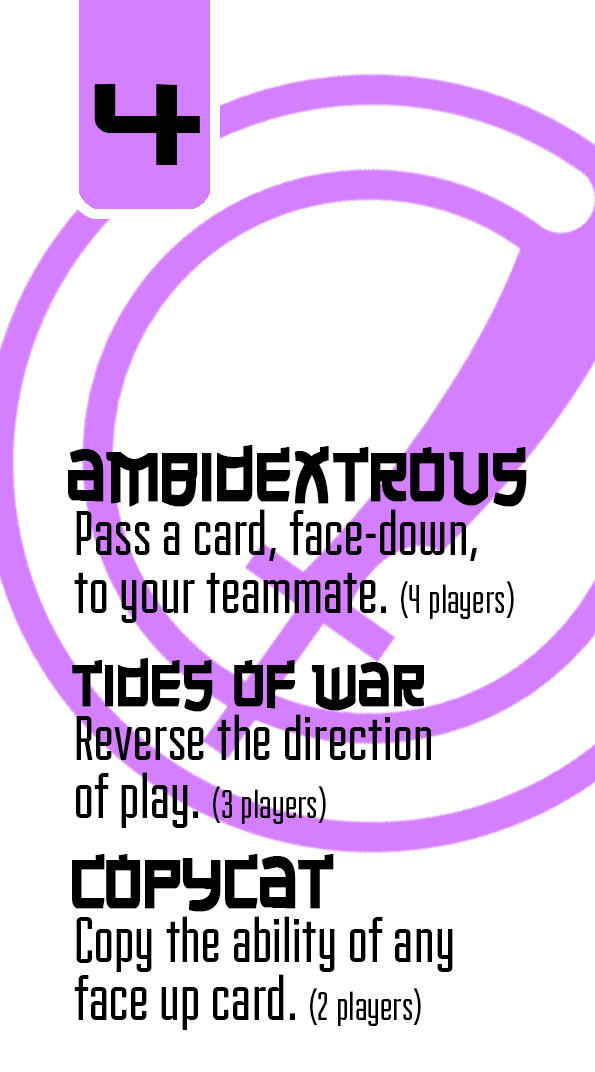 4
AMBIDEXTROUS
Pass a card, face-down,
to your teammate. (4 players)
TIDES OF WAR
Reverse the direction
of play. (3 players)
COPYCAT
Copy the ability of any
face up card. (2 players)